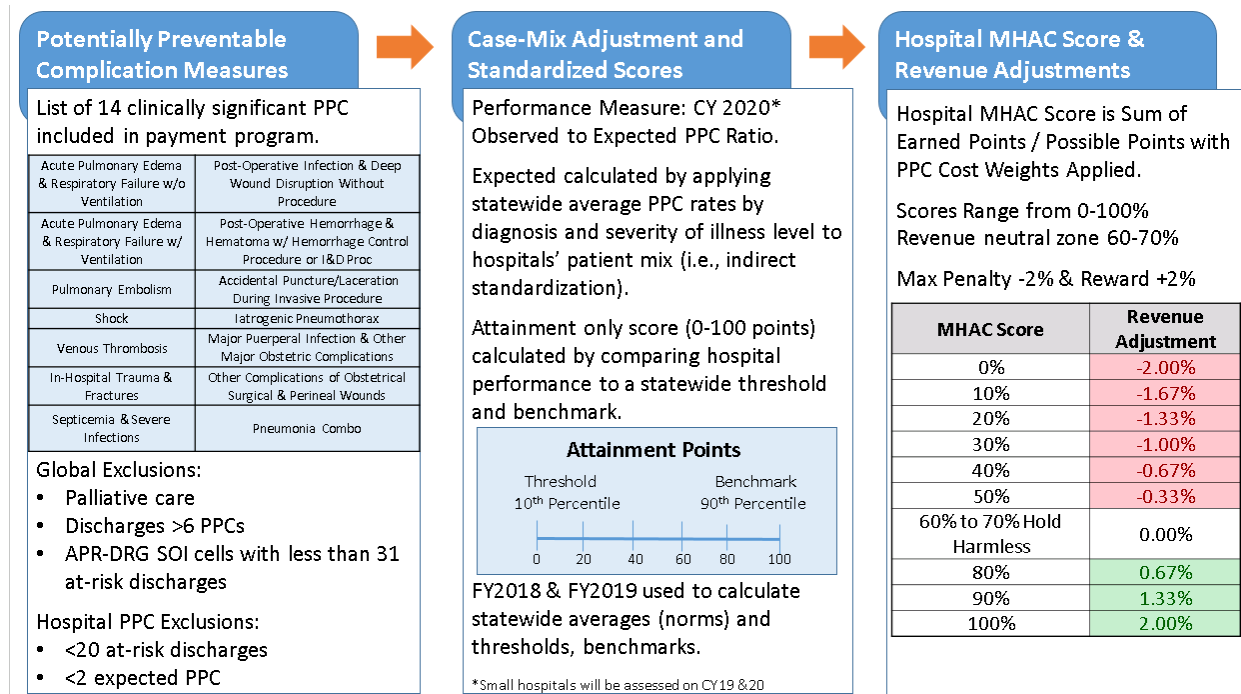 Potentially Preventable
Complication Measures
List of 14 clinically significant PPC
included in payment program.
Acute Pulmonary Edema
& Respiratory Failure w/o
Ventilation
Post-Operative Infection & Deep
Wound Disruption Without
Procedure
Acute Pulmonary Edema
& Respiratory Failure w/
Ventilation
Post-Operative Hemorrhage &
Hematoma w/ Hemorrhage Control
Procedure or I&D Proc
Pulmonary Embolism
Accidental Puncture/Laceration
During Invasive Procedure
Shock
Iatrogenic Pneumothorax
Venous Thrombosis
Major Puerperal Infection & Other
Major Obstetric Complications
In-Hospital Trauma &
Fractures
Other Complications of Obstetrical
Surgical & Perineal Wounds
Septicemia & Severe
Infections
Pneumonia Combo
Global Exclusions:
• Palliative care
• Discharges >6 PPCs
• APR-DRG SOI cells with less than 31
at-risk discharges
Hospital PPC Exclusions:
• <20 at-risk discharges
• <2 expected PPC
Case-Mix Adjustment and
Standardized Scores
Performance Measure: CY 2020*
Observed to Expected PPC Ratio.
Expected calculated by applying
statewide average PPC rates by
diagnosis and severity of illness level to
hospitals' patient mix (i.e., indirect
standardization).
Attainment only score (0-100 points)
calculated by comparing hospital
performance to a statewide threshold
and benchmark.
Attainment Points
Threshold
10th Percentile
Benchmark
90th Percentile
0 20 40 60 80 100
FY2018 & FY2019 used to calculate
statewide averages (norms) and
thresholds, benchmarks.
*Small hospitals will be assessed on CY19 &20
Hospital MHAC Score &
Revenue Adjustments
Hospital MHAC Score is Sum of
Earned Points / Possible Points with
PPC Cost Weights Applied.
Scores Range from 0-100%
Revenue neutral zone 60-70%
Max Penalty -2% & Reward +2%
MHAC Score
Revenue
Adjustment
0% -2.00%
10% -1.67%
20% -1.33%
30% -1.00%
40% -0.67%
50% -0.33%
60% to 70% Hold
Harmless
0.00%
80% 0.67%
90% 1.33%
100% 2.00%